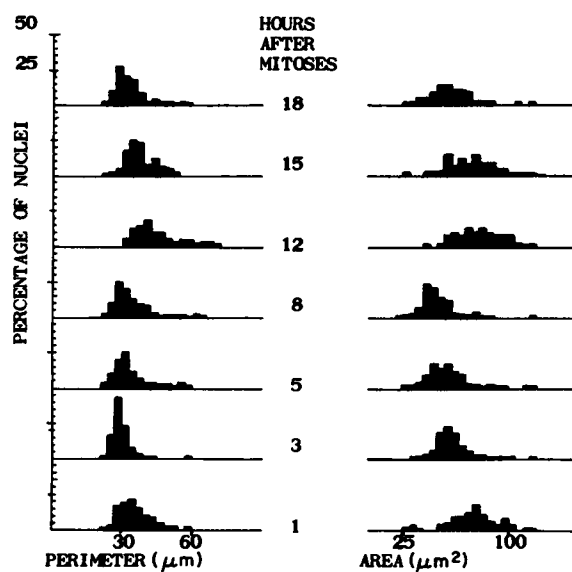 50
25
PERCENTAGE OF NUCLEI
HOURS
AFTER
MITOSES
18
15
12
8
5
3
1
30 60
PERIMETER (μm)
25 100
AREA (μm²)